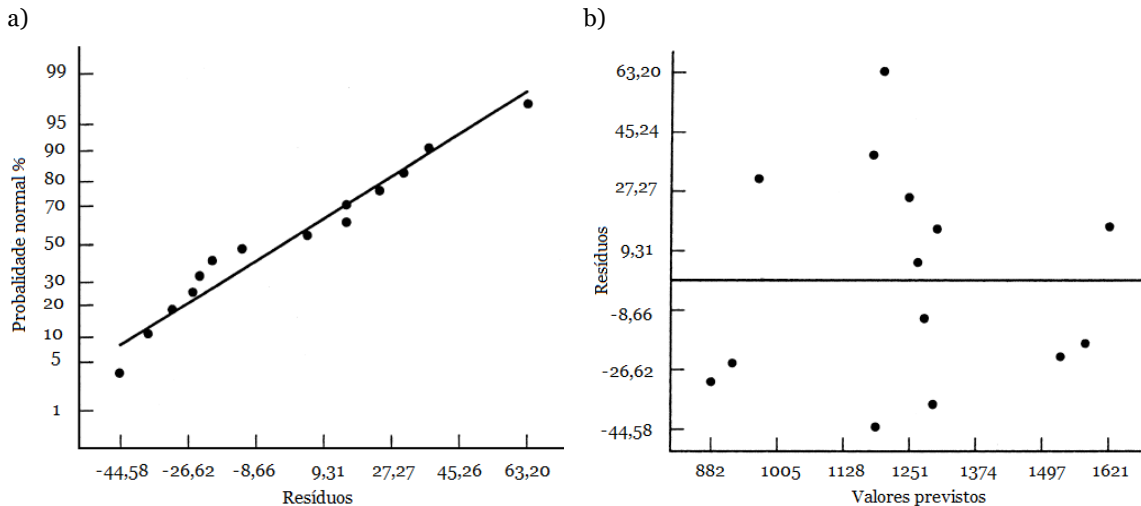 a)
99
95
90
80
70
50
30
20
10
5
1
Probalidade normal %
-44,58 -26,62 -8,66 9,31 27,27 45,26 63,20
Resíduos
b)
63,20
45,24
27,27
9,31
-8,66
-26,62
-44,58
Resíduos
882 1005 1128 1251 1374 1497 1621
Valores previstos